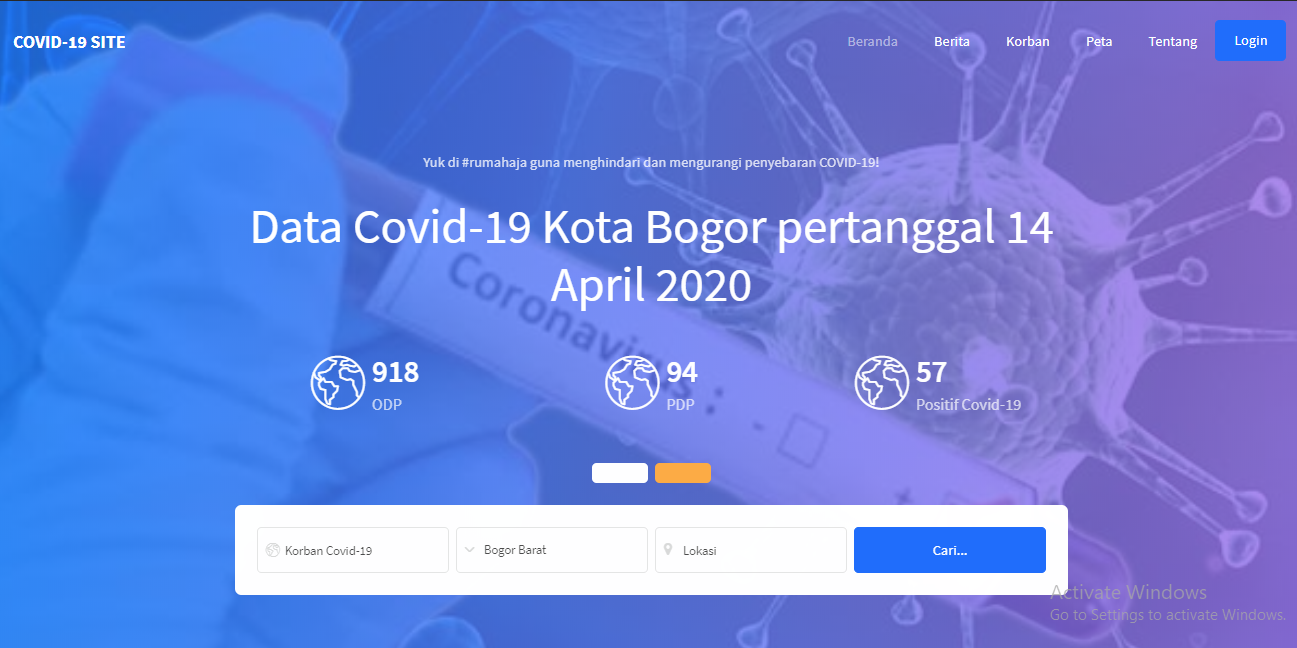 COVID-19 SITE
Beranda Berita Korban Peta Tentang Login
Yuk di #rumahaja guna menghindari dan mengurangi penyebaran COVID-19!
Data Covid-19 Kota Bogor pertanggal 14
April 2020
Coronavirus:
918
ODP
94
PDP
57
Positif Covid-19
- 
+
Korban Covid-19 Bogor Barat Lokasi Cari...
Activate Windows
Go to Settings to activate Windows.